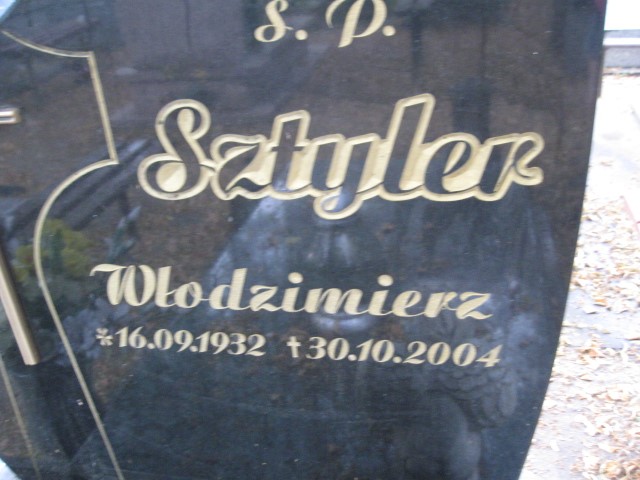 Ś. P.
Sztyler
Włodzimierz
*16.09.1932 †30.10.2004